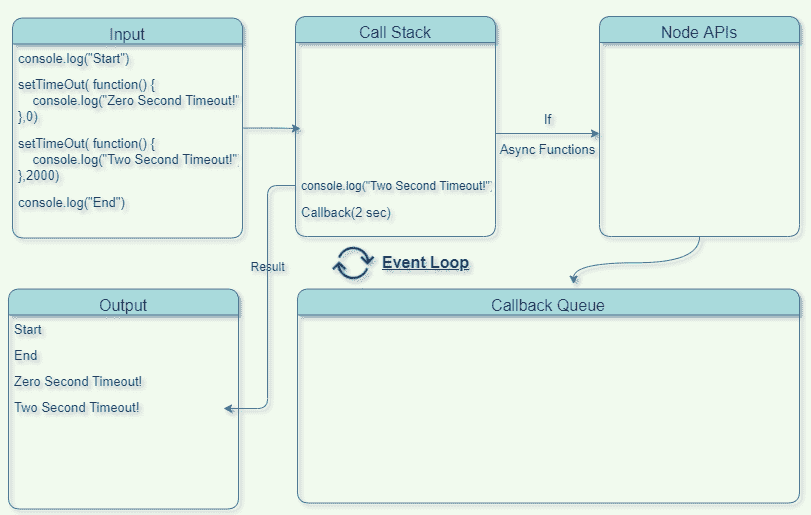 Input
console.log("Start")
setTimeOut( function() {
console.log("Zero Second Timeout!"
},0)
setTimeOut( function() {
console.log("Two Second Timeout!"
},2000)
console.log("End")
Call Stack
console.log("Two Second Timeout!"
Callback(2 sec)
If
Async Functions
Node APIs
Result
Event Loop
Output
Start
End
Zero Second Timeout!
Two Second Timeout!
Callback Queue